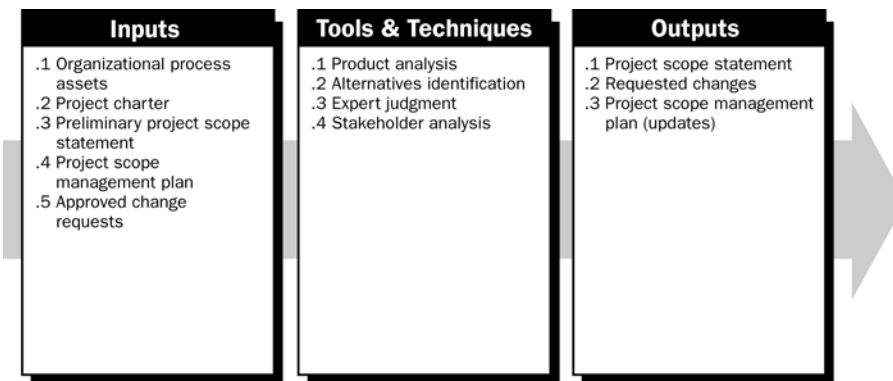 Inputs
.1 Organizational process
assets
.2 Project charter
.3 Preliminary project scope
statement
.4 Project scope
management plan
.5 Approved change
requests
Tools & Techniques
.1 Product analysis
.2 Alternatives identification
.3 Expert judgment
.4 Stakeholder analysis
Outputs
.1 Project scope statement
.2 Requested changes
.3 Project scope management
plan (updates)